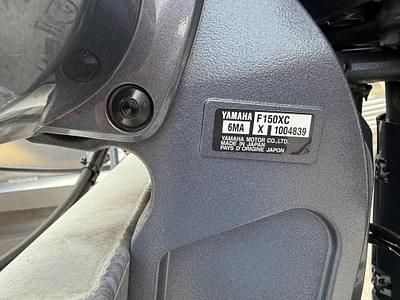 YAMAHA F150XC
6MA X 1004839
YAMAHA MOTOR CO.,LTD.
MADE IN JAPAN
PAYS D'ORIGINE JAPON